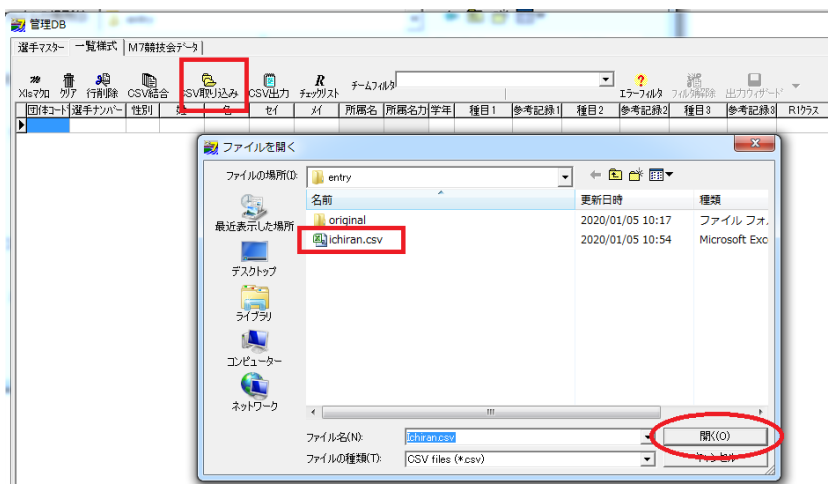 管理DB
選手マスター 一覧様式 M7競技会データ
Xlsマクロ クリア 行削除 CSV結合 CSV取り込み CSV出力 チェックリスト チームフィルタ エラーフィルタ フィルタ解除 出力ウィザード
団体コード 選手ナンバー 性別 姓 名 セイ メイ 所属名 所属名カ 学年 種目1 参考記録1 種目2 参考記録2 種目3 参考記録3 R1クラス
ファイルを開く
ファイルの場所(I): entry
名前 更新日時 種類
original 2020/01/05 10:17 ファイル フォ
ichiran.csv 2020/01/05 10:54 Microsoft Exc
最近表示した場所
デスクトップ
ライブラリ
コンピューター
ネットワーク
ファイル名(N): Ichiran.csv 開く(O)
ファイルの種類(T): CSV files (*.csv) キャンセル